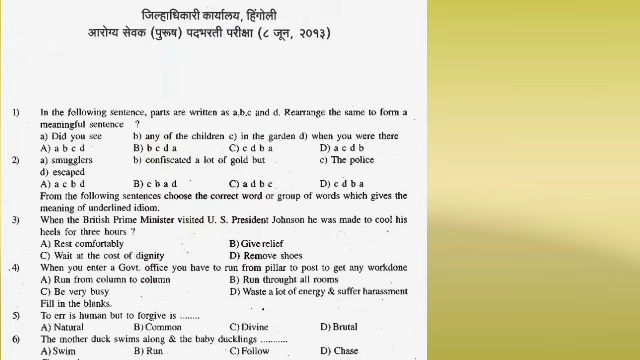 जिल्हाधिकारी कार्यालय, हिंगोली
आरोग्य सेवक (पुरूष) पदभरती परीक्षा (८ जून, २०१३)
1) In the following sentence, parts are written as a,b,c and d. Rearrange the same to form a
meaningful sentence ?
a) Did you see b) any of the children c) in the garden d) when you were there
A) a b c d B) b c d a C) c d b a D) a c d b
2) a) smugglers b) confiscated a lot of gold but c) The police
d) escaped
A) a c b d B) c b a d C) a d b c D) c d b a
From the following sentences choose the correct word or group of words which gives the
meaning of underlined idiom.
3) When the British Prime Minister visited U. S. President Johnson he was made to cool his
heels for three hours ?
A) Rest comfortably B) Give relief
C) Wait at the cost of dignity D) Remove shoes
4) When you enter a Govt. office you have to run from pillar to post to get any workdone
A) Run from column to column B) Run throught all rooms
C) Be very busy D) Waste a lot of energy & suffer harassment
Fill in the blanks.
5) To err is human but to forgive is ........
A) Natural B) Common C) Divine D) Brutal
6) The mother duck swims along & the baby ducklings ...........
A) Swim B) Run C) Follow D) Chase